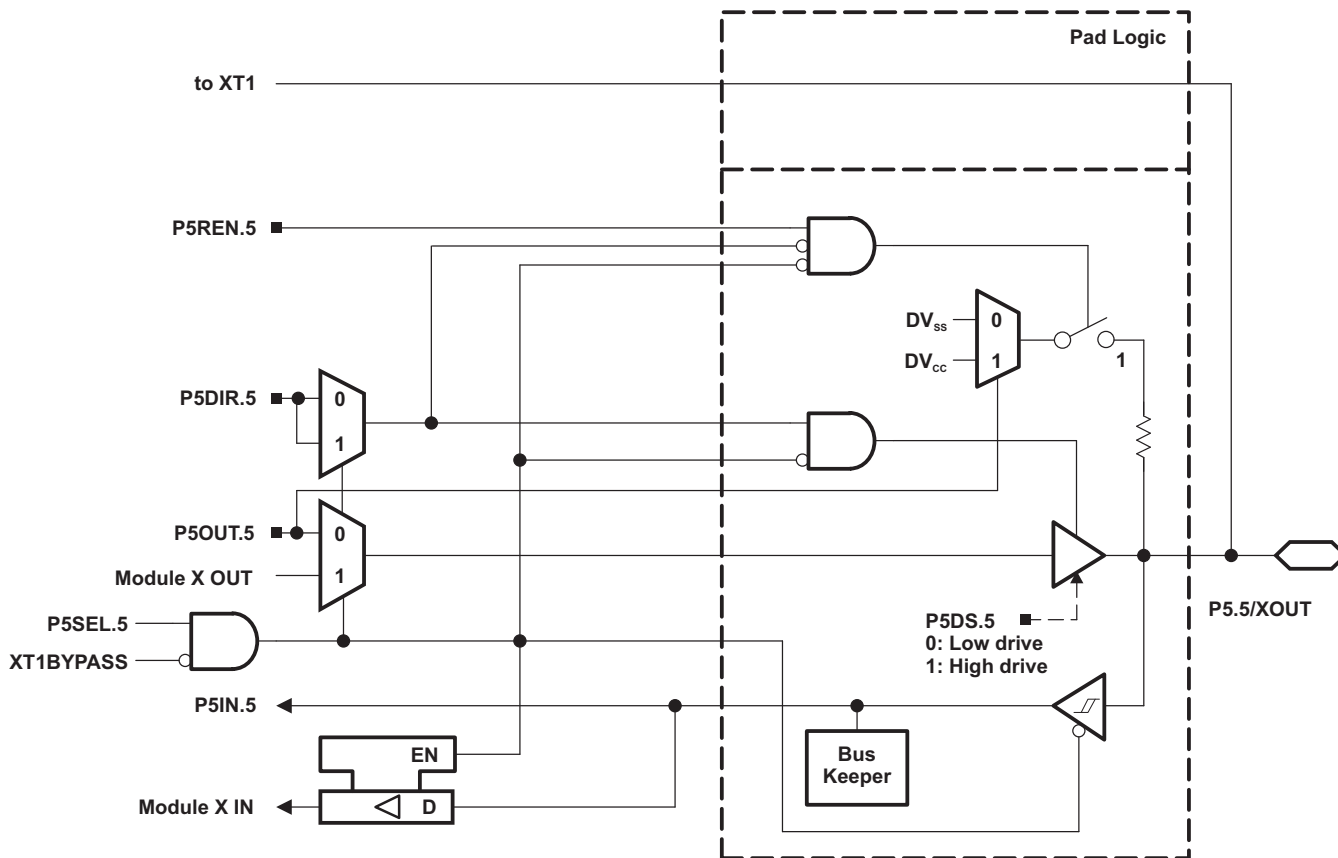 Pad Logic
to XT1
P5REN.5
DVss
0
DVcc
1
1
P5DIR.5
0
1
P5OUT.5
0
Module X OUT
1
P5.5/XOUT
P5SEL.5
P5DS.5
0: Low drive
1: High drive
XT1BYPASS
P5IN.5
EN
Bus
Keeper
Module X IN
D